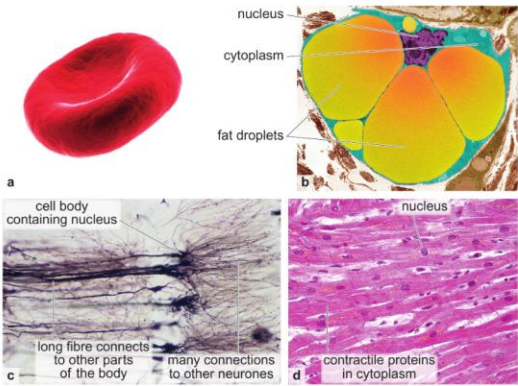 nucleus
cytoplasm
fat droplets
a
b
cell body
containing nucleus
long fibre connects
to other parts
of the body
many connections
to other neurones
c
nucleus
contractile proteins
in cytoplasm
d